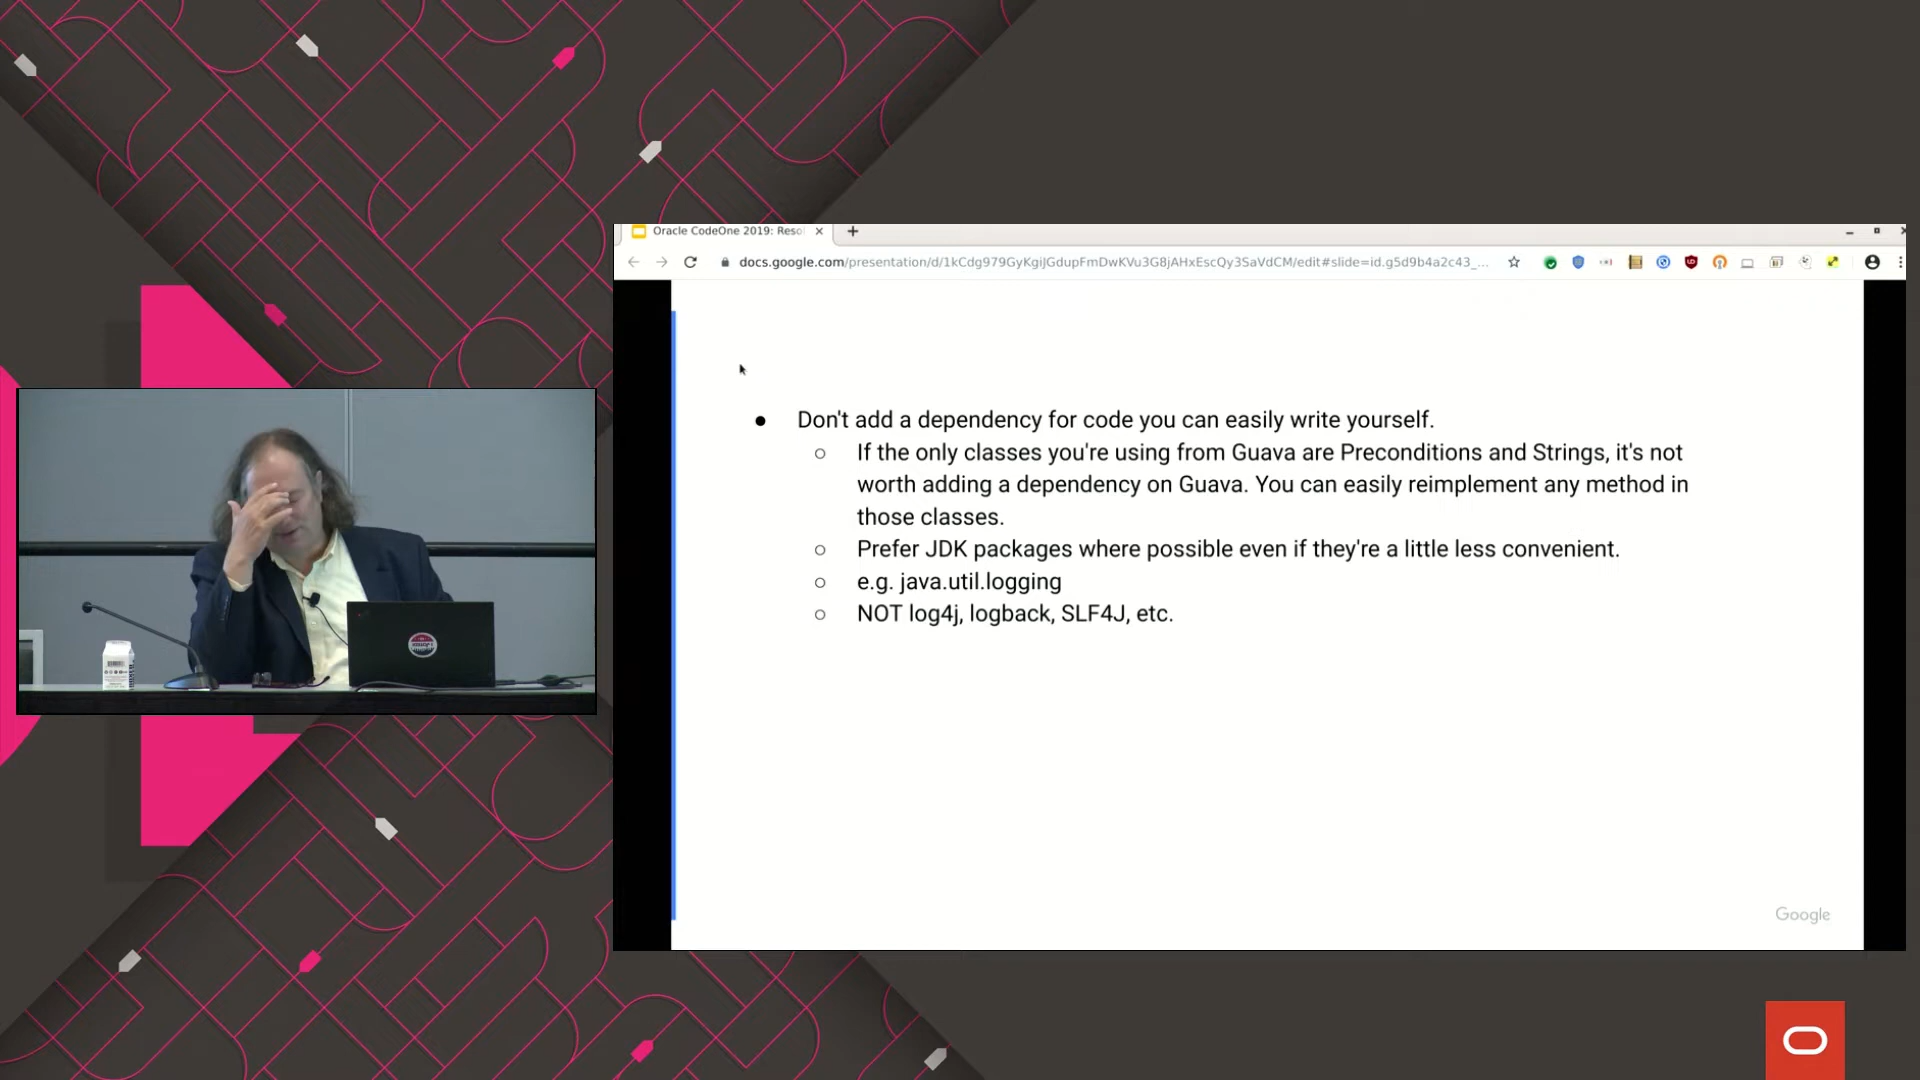 Oracle CodeOne 2019: Reso
docs.google.com/presentation/d/1kCdg979GyKgiJGdupFmDwKVu3G8jAHxEscQy3SaVdCM/edit#slide=id.g5d9b4a2c43_...
● Don't add a dependency for code you can easily write yourself.
○ If the only classes you're using from Guava are Preconditions and Strings, it's not
worth adding a dependency on Guava. You can easily reimplement any method in
those classes.
○ Prefer JDK packages where possible even if they're a little less convenient.
○ e.g. java.util.logging
○ NOT log4j, logback, SLF4J, etc.
Google